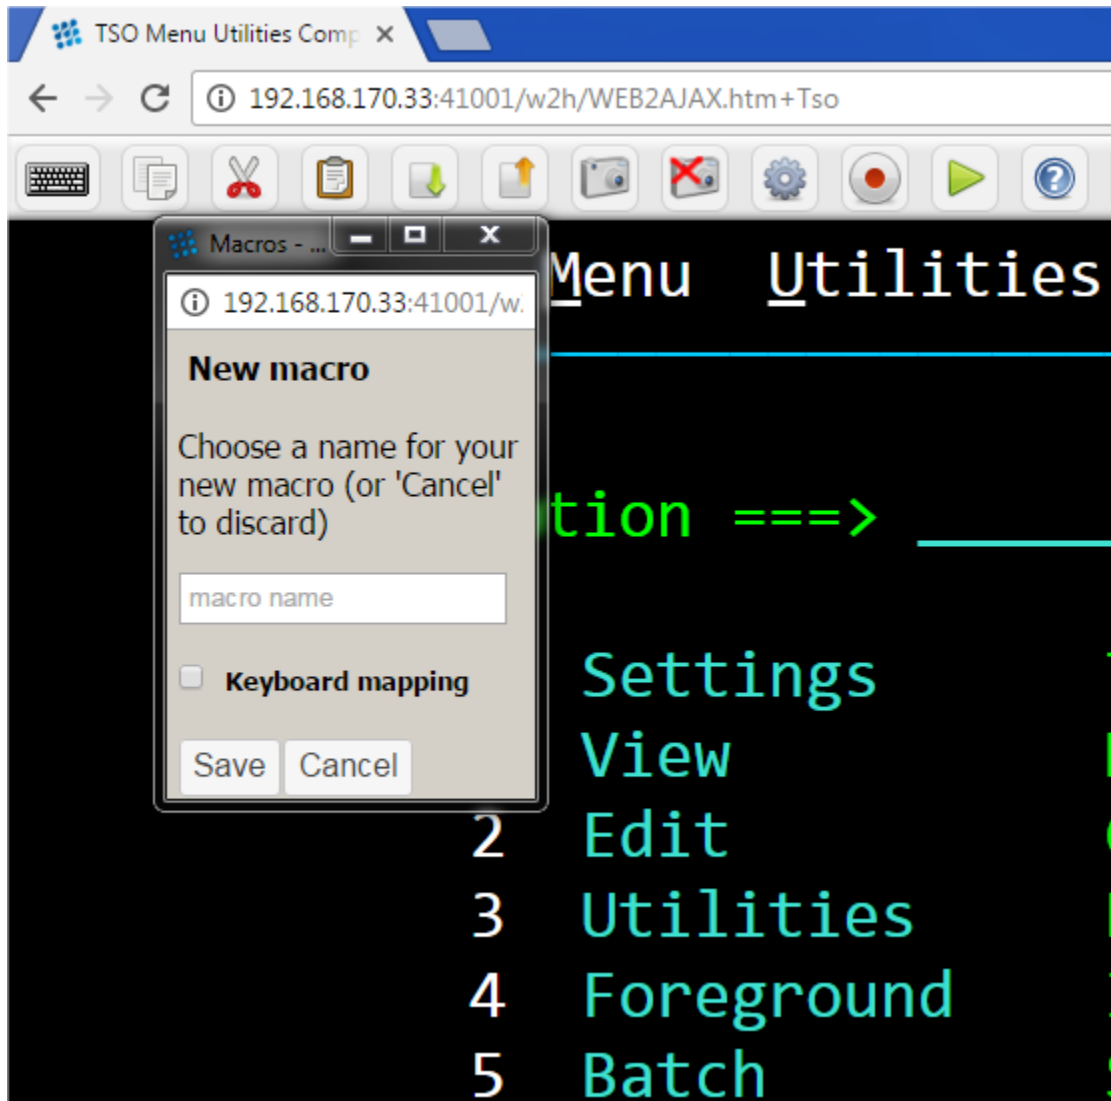 TSO Menu Utilities Comp
192.168.170.33:41001/w2h/WEB2AJAX.htm+Tso
Macros - ...
192.168.170.33:41001/w
New macro
Choose a name for your
new macro (or 'Cancel'
to discard)
macro name
Keyboard mapping
Save Cancel
Menu Utilities
tion ===>
Settings
View
2 Edit
3 Utilities
4 Foreground
5 Batch